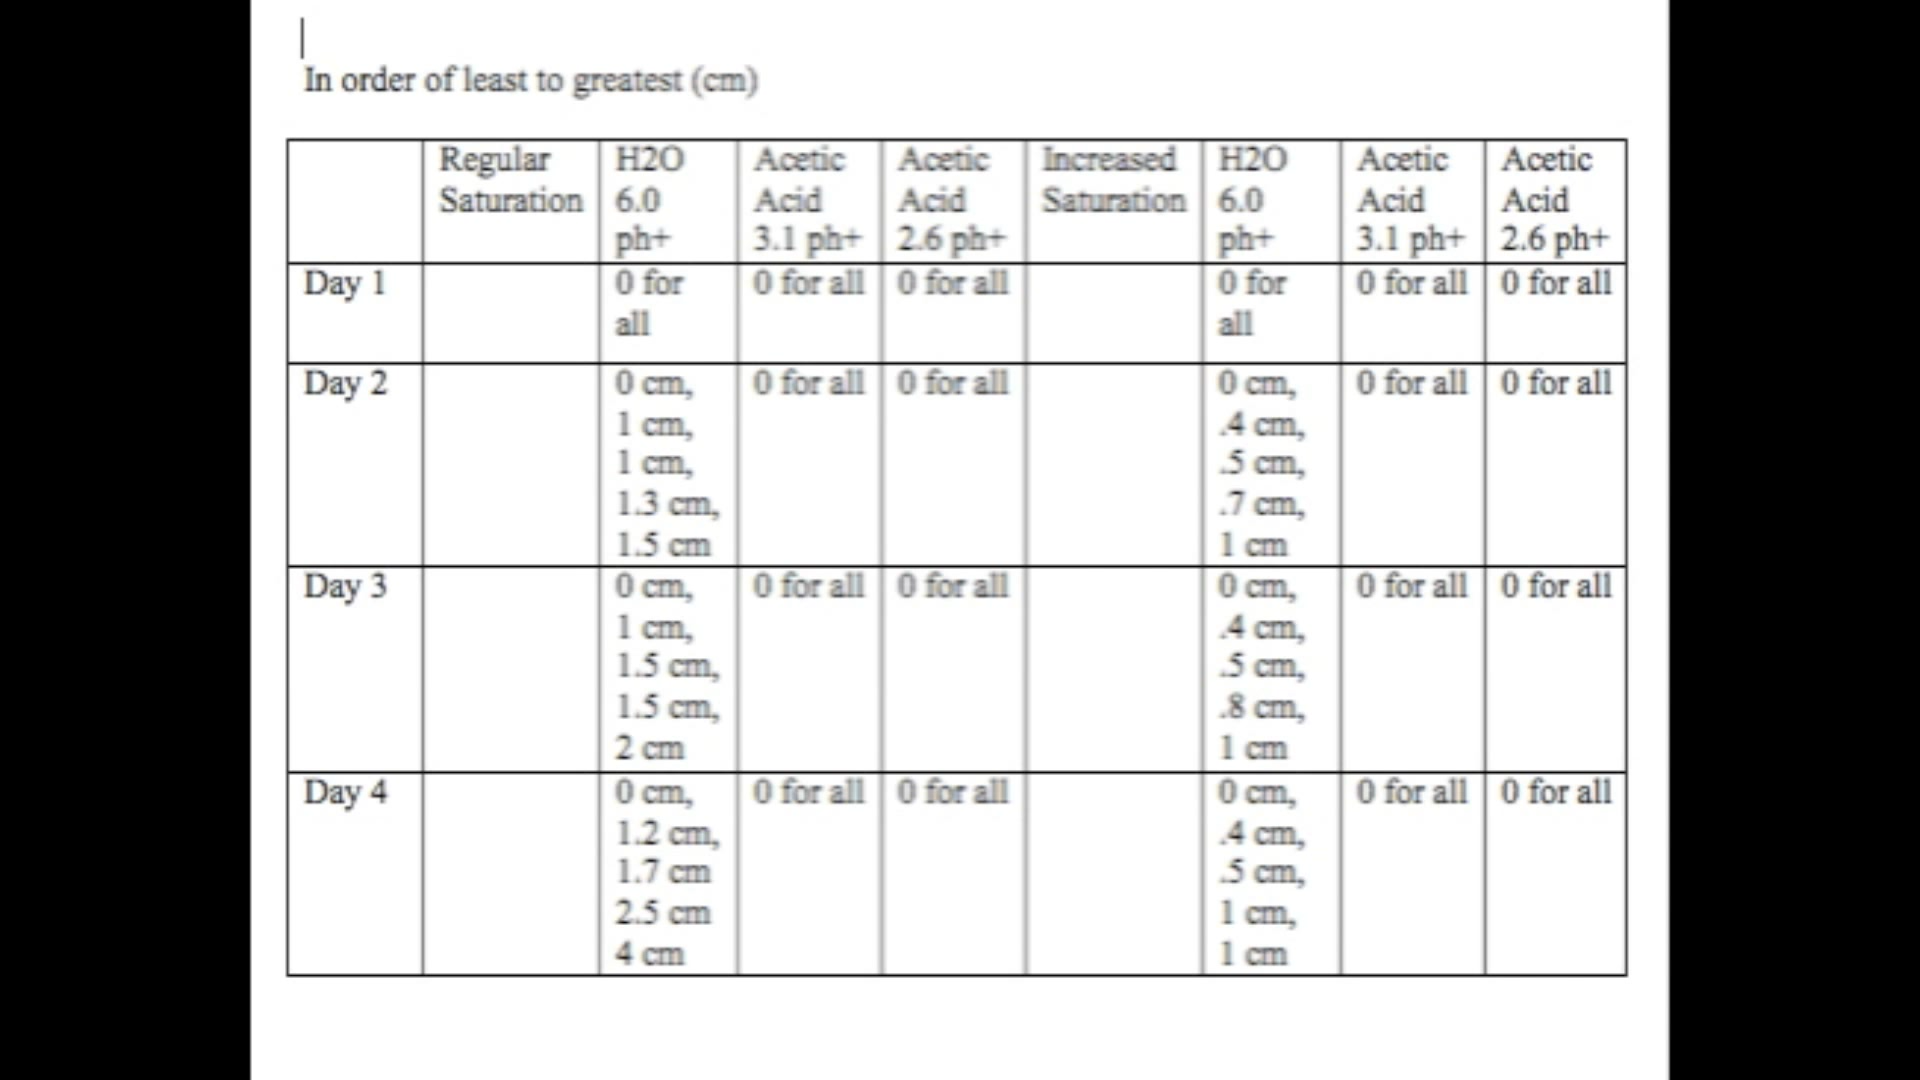 In order of least to greatest (cm)
Regular Saturation | H2O 6.0 ph+ | Acetic Acid 3.1 ph+ | Acetic Acid 2.6 ph+ | Increased Saturation | H2O 6.0 ph+ | Acetic Acid 3.1 ph+ | Acetic Acid 2.6 ph+
Day 1 | | 0 for all | 0 for all | 0 for all | | 0 for all | 0 for all | 0 for all
Day 2 | | 0 cm, 1 cm, 1 cm, 1.3 cm, 1.5 cm | 0 for all | 0 for all | | 0 cm, .4 cm, .5 cm, .7 cm, 1 cm | 0 for all | 0 for all
Day 3 | | 0 cm, 1 cm, 1.5 cm, 1.5 cm, 2 cm | 0 for all | 0 for all | | 0 cm, .4 cm, .5 cm, .8 cm, 1 cm | 0 for all | 0 for all
Day 4 | | 0 cm, 1.2 cm, 1.7 cm 2.5 cm 4 cm | 0 for all | 0 for all | | 0 cm, .4 cm, .5 cm, 1 cm, 1 cm | 0 for all | 0 for all